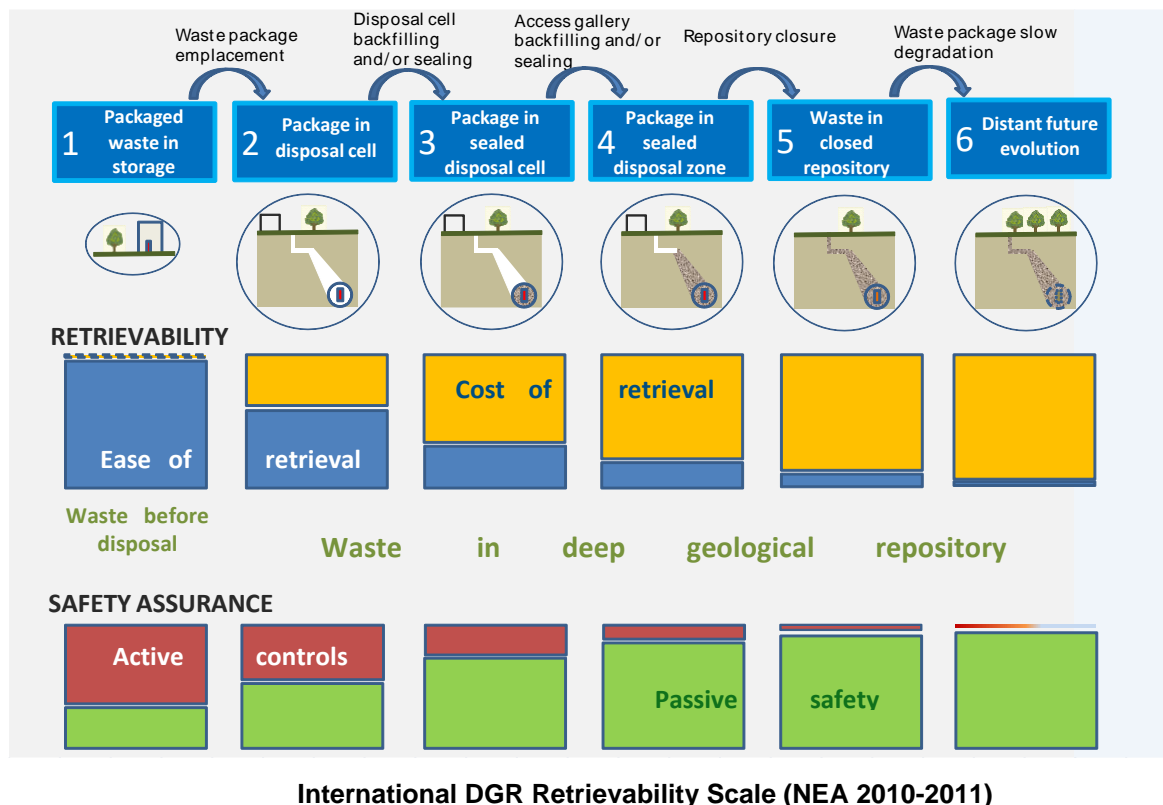 Waste package
emplacement
Disposal cell
backfilling
and/ or sealing
Access gallery
backfilling and/ or
sealing
Repository closure
Waste package slow
degradation
1 Packaged
waste in
storage
2 Package in
disposal cell
3 Package in
sealed
disposal cell
4 Package in
sealed
disposal zone
5 Waste in
closed
repository
6 Distant future
evolution
RETRIEVABILITY
Cost of retrieval
Ease of retrieval
Waste before
disposal
Waste in deep geological repository
SAFETY ASSURANCE
Active controls
Passive safety
International DGR Retrievability Scale (NEA 2010-2011)